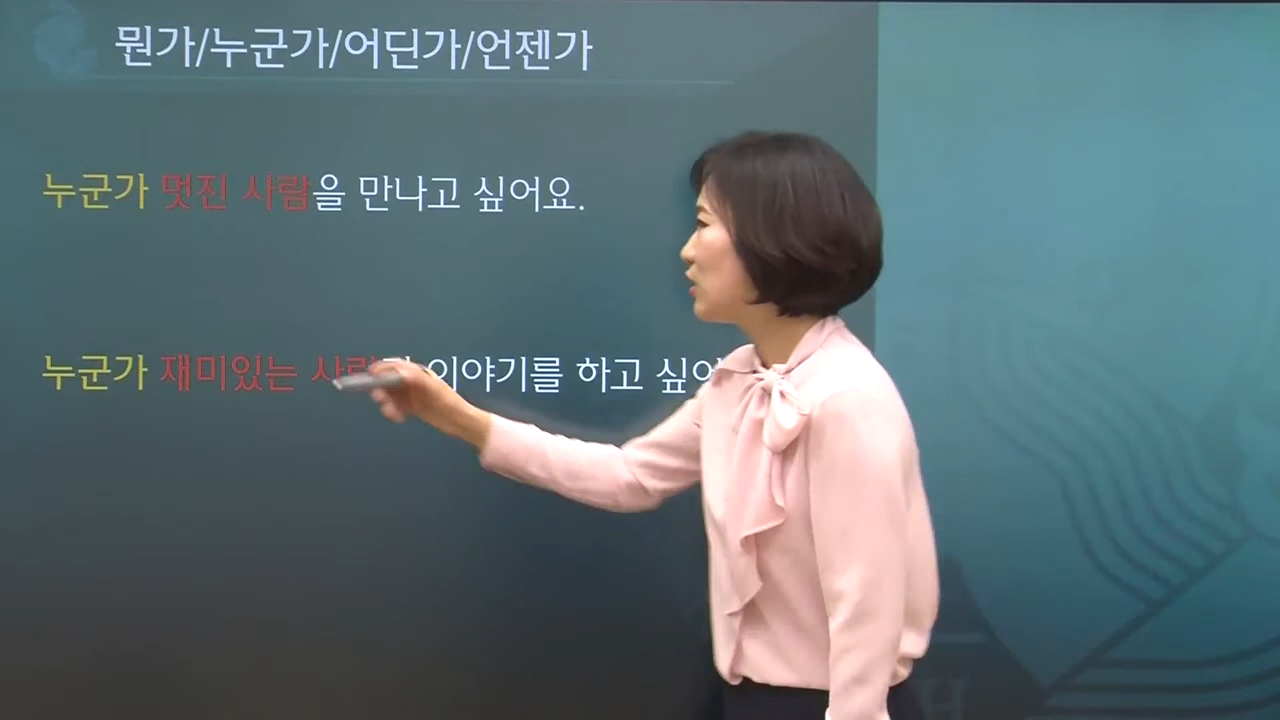 뭔가/누군가/어딘가/언젠가
누군가 멋진 사람을 만나고 싶어요.
누군가 재미있는 이야기를 하고